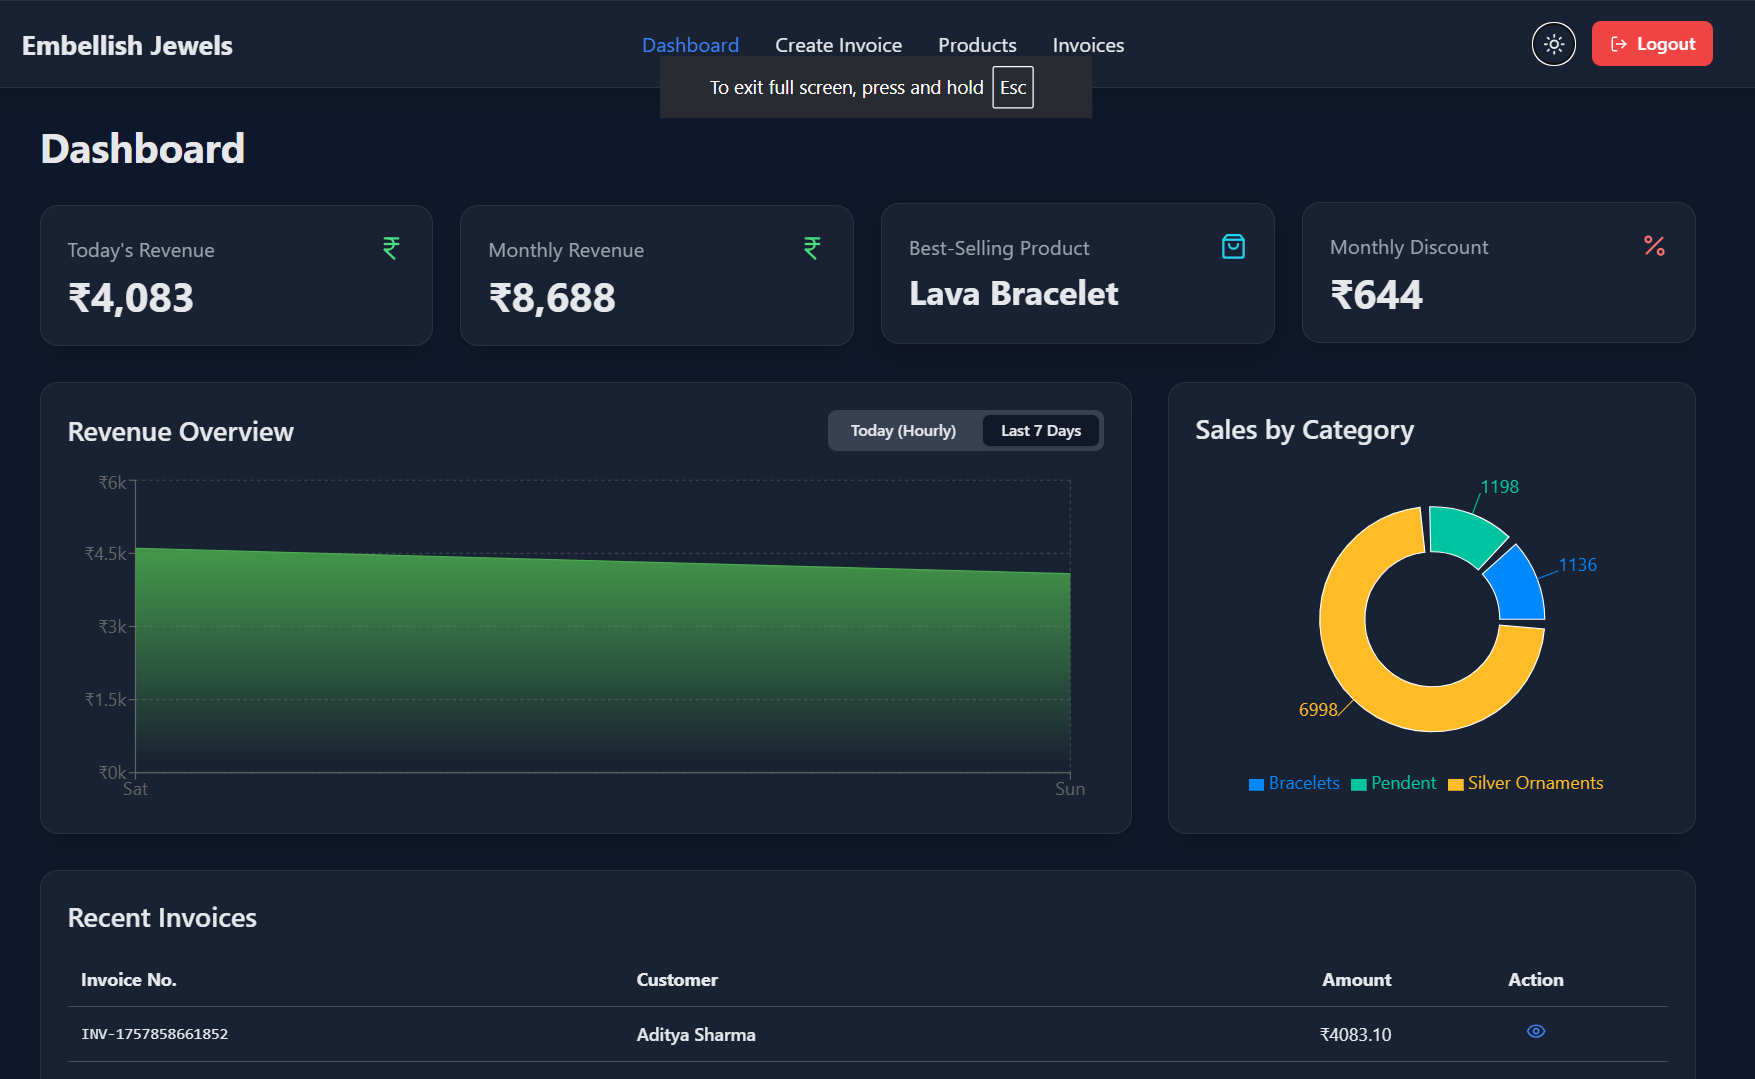 Embellish Jewels
Dashboard Create Invoice Products Invoices
Logout
To exit full screen, press and hold Esc
Dashboard
Today's Revenue
₹4,083
Monthly Revenue
₹8,688
Best-Selling Product
Lava Bracelet
Monthly Discount
₹644
Revenue Overview
Today (Hourly) Last 7 Days
₹6k
₹4.5k
₹3k
₹1.5k
₹0k
Sat Sun
Sales by Category
1198
1136
6998
Bracelets Pendent Silver Ornaments
Recent Invoices
Invoice No. Customer Amount Action
INV-1757858661852 Aditya Sharma ₹4083.10